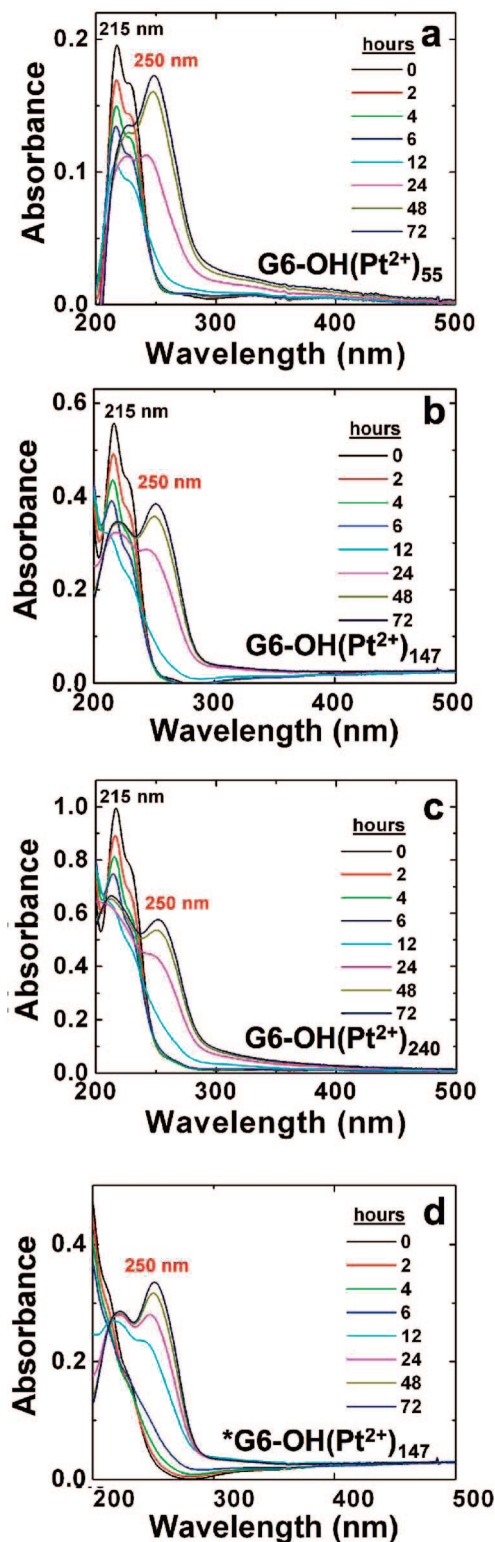 a
215 nm
250 nm
hours
0
2
4
6
12
24
48
72
G6-OH(Pt²⁺)₅₅
0.2
0.1
0.0
Absorbance
300 400 500
Wavelength (nm)
b
215 nm
250 nm
hours
0
2
4
6
12
24
48
72
G6-OH(Pt²⁺)₁₄₇
0.6
0.4
0.2
0.0
Absorbance
200 300 400 500
Wavelength (nm)
c
215 nm
250 nm
hours
0
2
4
6
12
24
48
72
G6-OH(Pt²⁺)₂₄₀
1.0
0.8
0.6
0.4
0.2
0.0
Absorbance
200 300 400 500
Wavelength (nm)
d
250 nm
hours
0
2
4
6
12
24
48
72
*G6-OH(Pt²⁺)₁₄₇
0.4
0.2
0.0
Absorbance
200 300 400 500
Wavelength (nm)